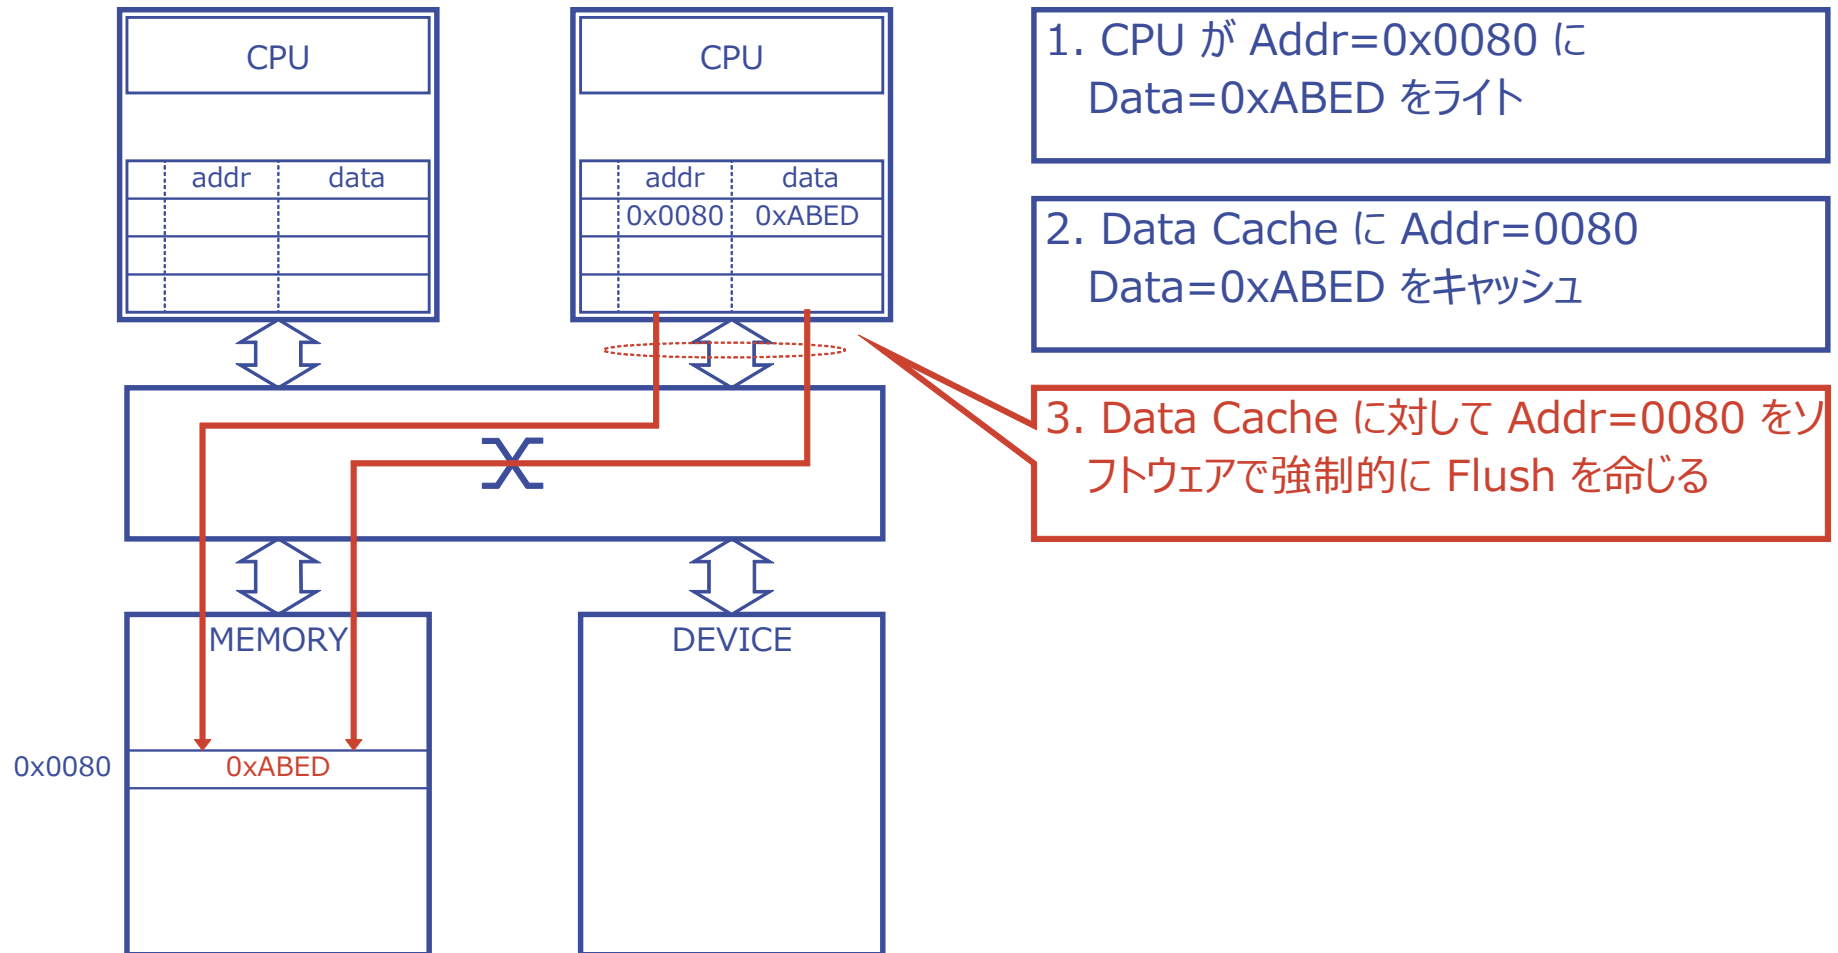 CPU
addr data
CPU
addr data
0x0080 0xABED
1. CPU が Addr=0x0080 に
Data=0xABED をライト
2. Data Cache に Addr=0080
Data=0xABED をキャッシュ
3. Data Cache に対して Addr=0080 をソ
フトウェアで強制的に Flush を命じる
MEMORY
0x0080 0xABED
DEVICE